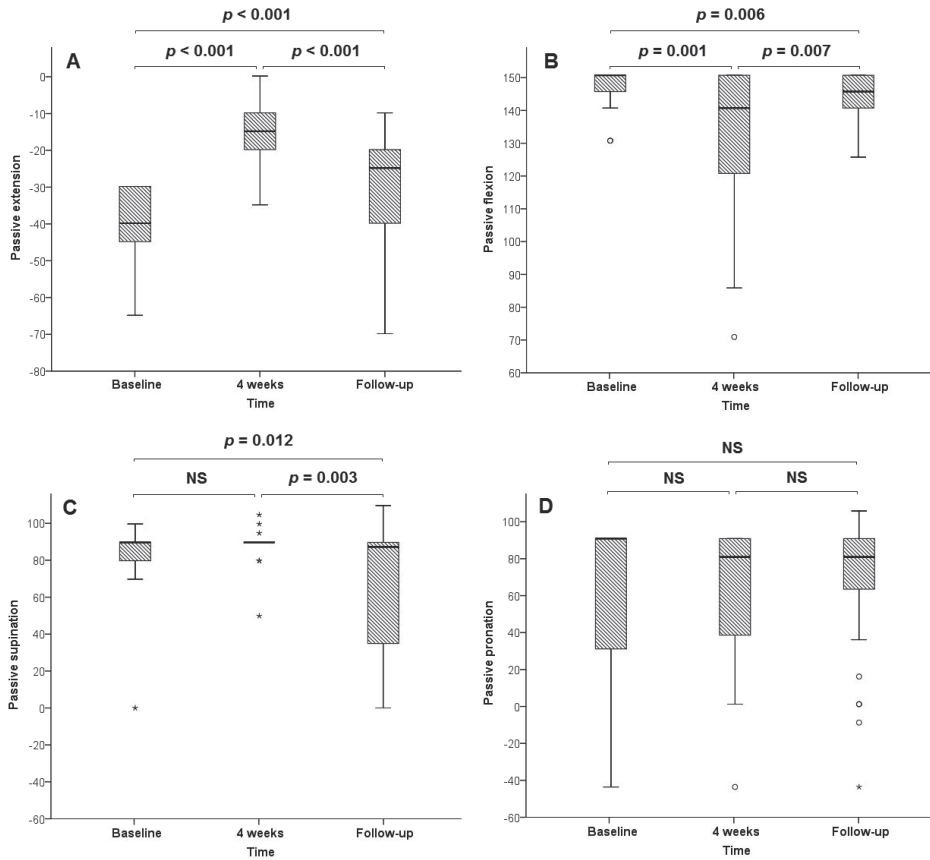 p < 0.001
p < 0.001 p < 0.001
A
0
-10
-20
-30
-40
-50
-60
-70
-80
Passive extension
Baseline 4 weeks Follow-up
Time
p = 0.006
p = 0.001 p = 0.007
B
150
140
130
120
110
150
100
90
80
70
60
Passive flexion
Baseline 4 weeks Follow-up
Time
p = 0.012
NS p = 0.003
C
100
80
60
40
20
0
-20
-40
-60
Passive supination
Baseline 4 weeks Follow-up
Time
NS
NS NS
D
100
80
60
40
20
0
-20
-40
-60
Passive pronation
Baseline 4 weeks Follow-up
Time